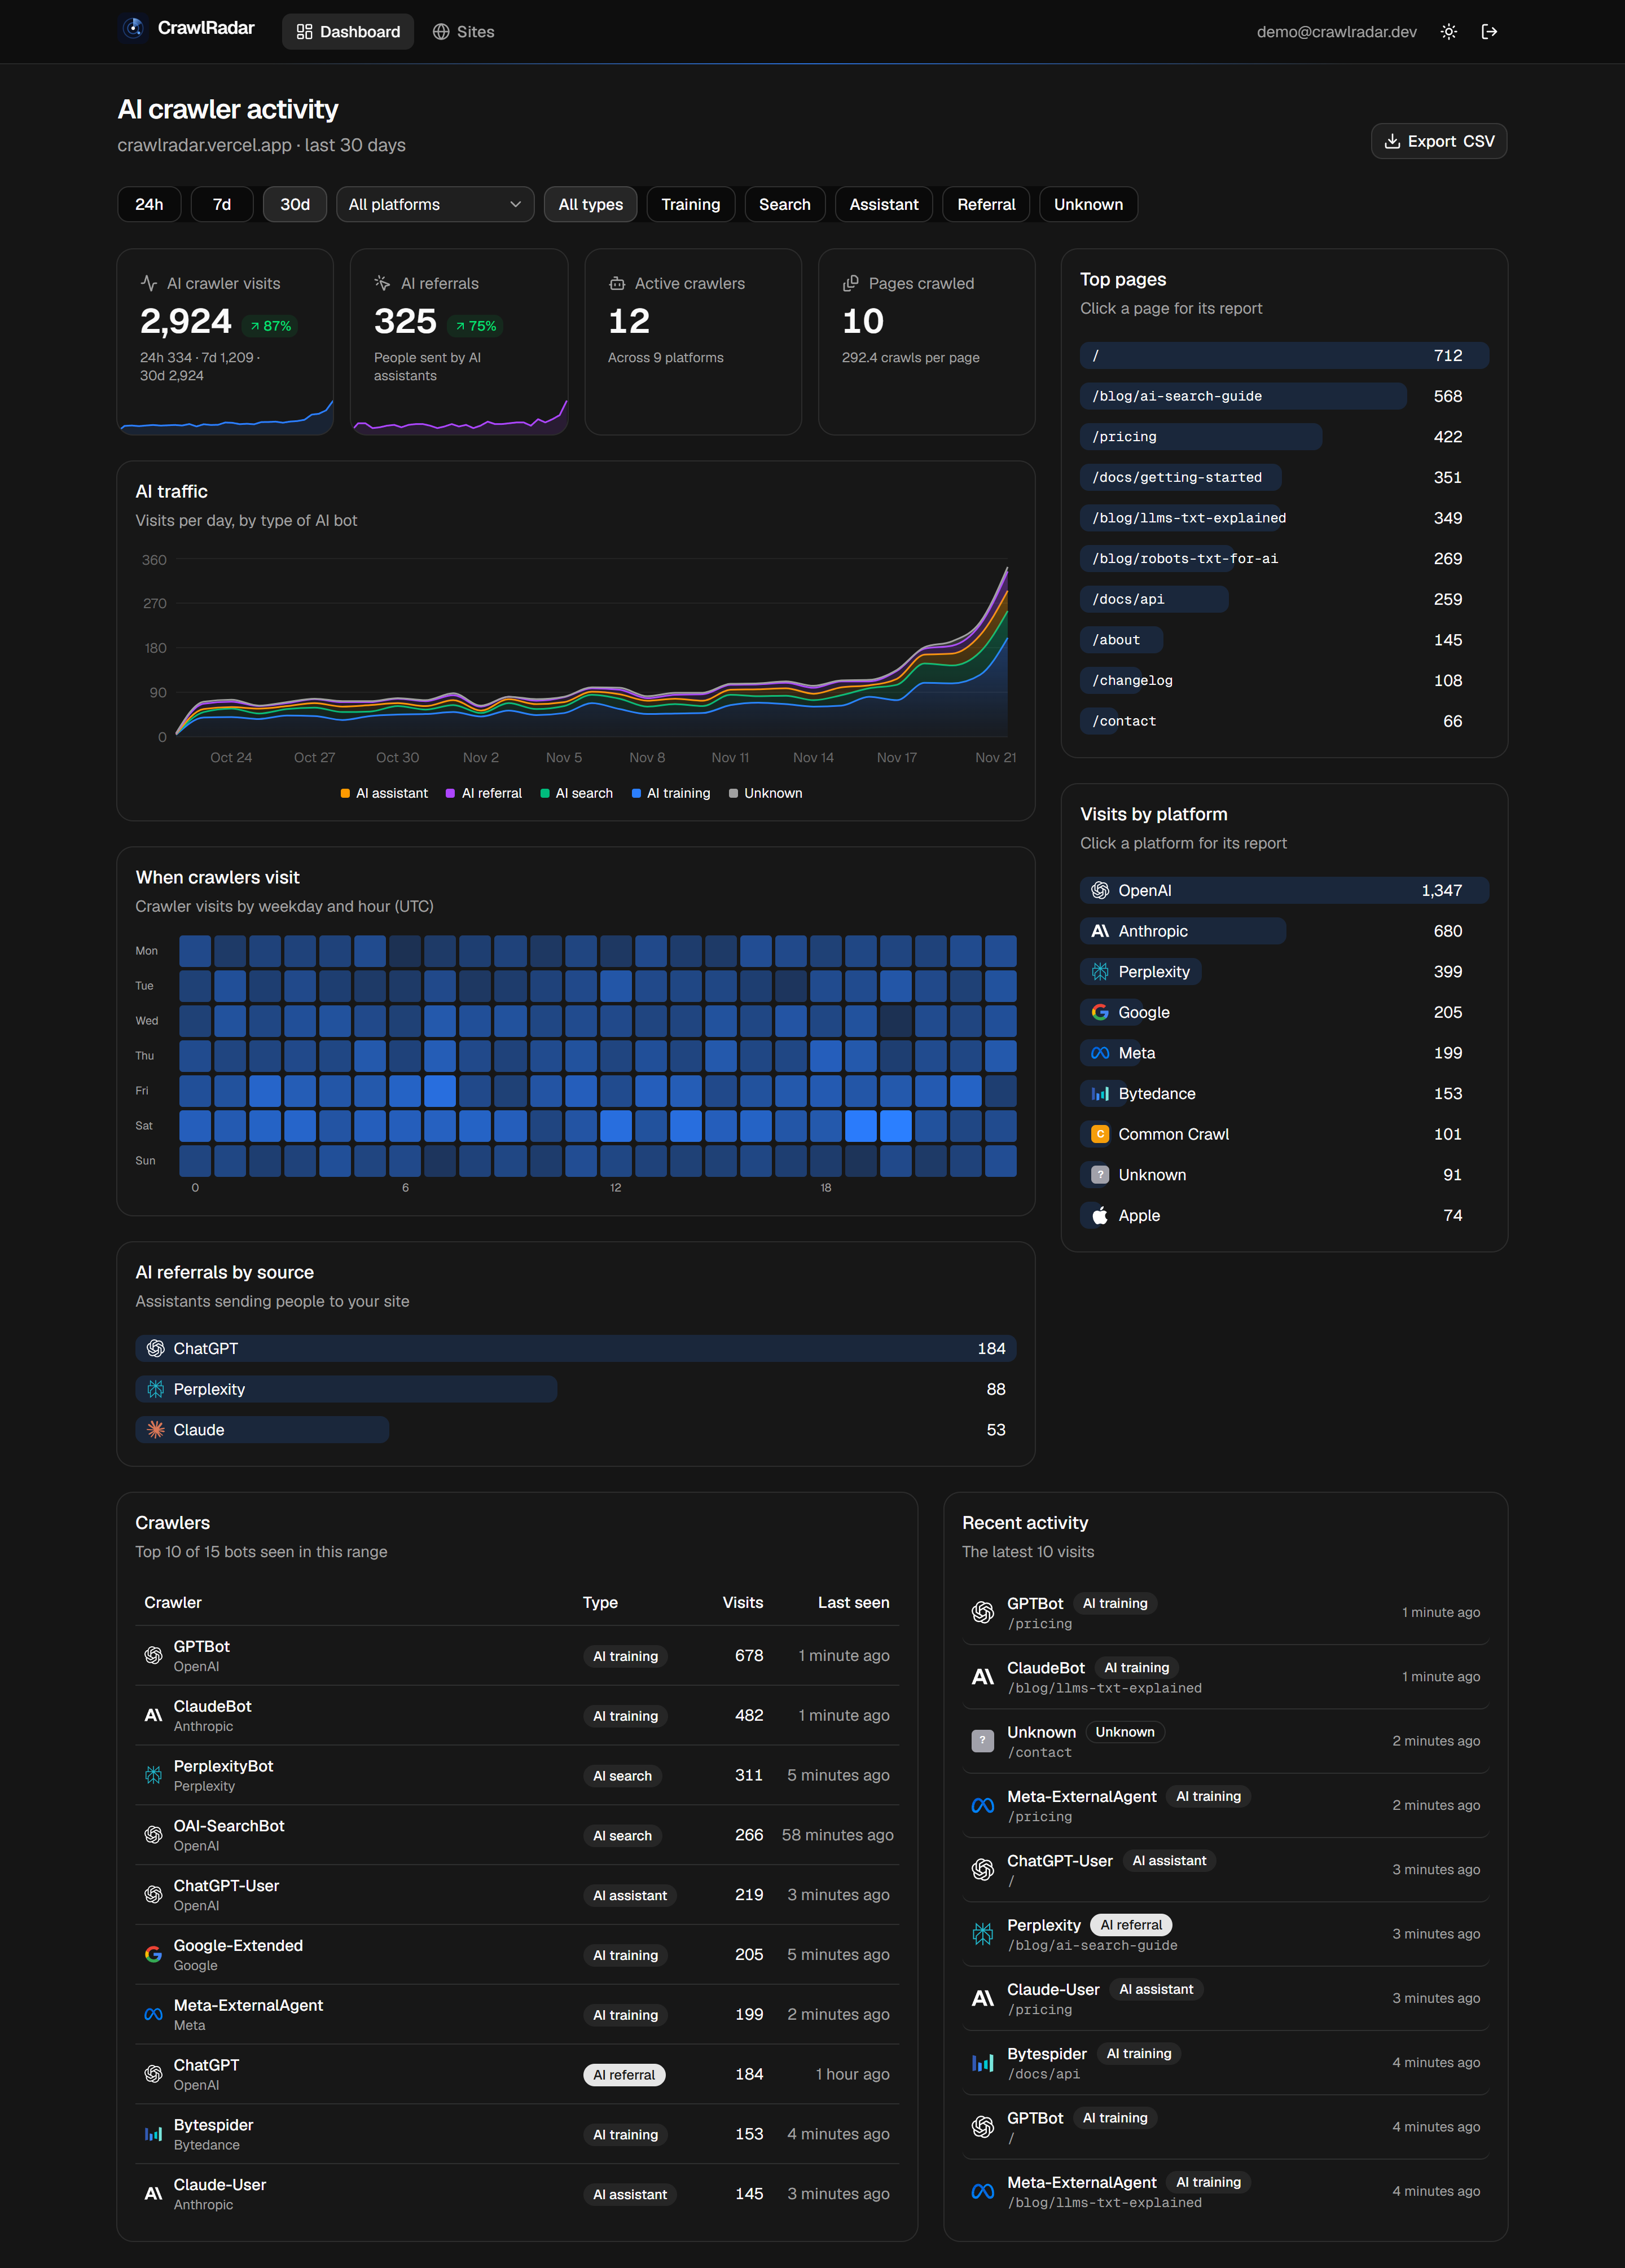 CrawlRadar
Dashboard
Sites
demo@crawlradar.dev
AI crawler activity
crawlradar.vercel.app · last 30 days
Export CSV
24h
7d
30d
All platforms
All types
Training
Search
Assistant
Referral
Unknown
AI crawler visits
2,924
87%
24h 334 · 7d 1,209 ·
30d 2,924
AI referrals
325
75%
People sent by AI
assistants
Active crawlers
12
Across 9 platforms
Pages crawled
10
292.4 crawls per page
Top pages
Click a page for its report
/ 712
/blog/ai-search-guide 568
/pricing 422
/docs/getting-started 351
/blog/llms-txt-explained 349
/blog/robots-txt-for-ai 269
/docs/api 259
/about 145
/changelog 108
/contact 66
AI traffic
Visits per day, by type of AI bot
360
270
180
90
0
Oct 24 Oct 27 Oct 30 Nov 2 Nov 5 Nov 8 Nov 11 Nov 14 Nov 17 Nov 21
AI assistant AI referral AI search AI training Unknown
Visits by platform
Click a platform for its report
OpenAI 1,347
Anthropic 680
Perplexity 399
Google 205
Meta 199
Bytedance 153
C Common Crawl 101
? Unknown 91
Apple 74
When crawlers visit
Crawler visits by weekday and hour (UTC)
Mon
Tue
Wed
Thu
Fri
Sat
Sun
0 6 12 18
AI referrals by source
Assistants sending people to your site
ChatGPT 184
Perplexity 88
Claude 53
Crawlers
Top 10 of 15 bots seen in this range
Crawler Type Visits Last seen
GPTBot AI training 678 1 minute ago
OpenAI
ClaudeBot AI training 482 1 minute ago
Anthropic
PerplexityBot AI search 311 5 minutes ago
Perplexity
OAI-SearchBot AI search 266 58 minutes ago
OpenAI
ChatGPT-User AI assistant 219 3 minutes ago
OpenAI
Google-Extended AI training 205 5 minutes ago
Google
Meta-ExternalAgent AI training 199 2 minutes ago
Meta
ChatGPT AI referral 184 1 hour ago
OpenAI
Bytespider AI training 153 4 minutes ago
Bytedance
Claude-User AI assistant 145 3 minutes ago
Anthropic
Recent activity
The latest 10 visits
GPTBot AI training 1 minute ago
/pricing
ClaudeBot AI training 1 minute ago
/blog/llms-txt-explained
? Unknown Unknown 2 minutes ago
/contact
Meta-ExternalAgent AI training 2 minutes ago
/pricing
ChatGPT-User AI assistant 3 minutes ago
/
Perplexity AI referral 3 minutes ago
/blog/ai-search-guide
Claude-User AI assistant 3 minutes ago
/pricing
Bytespider AI training 4 minutes ago
/docs/api
GPTBot AI training 4 minutes ago
/
Meta-ExternalAgent AI training 4 minutes ago
/blog/llms-txt-explained